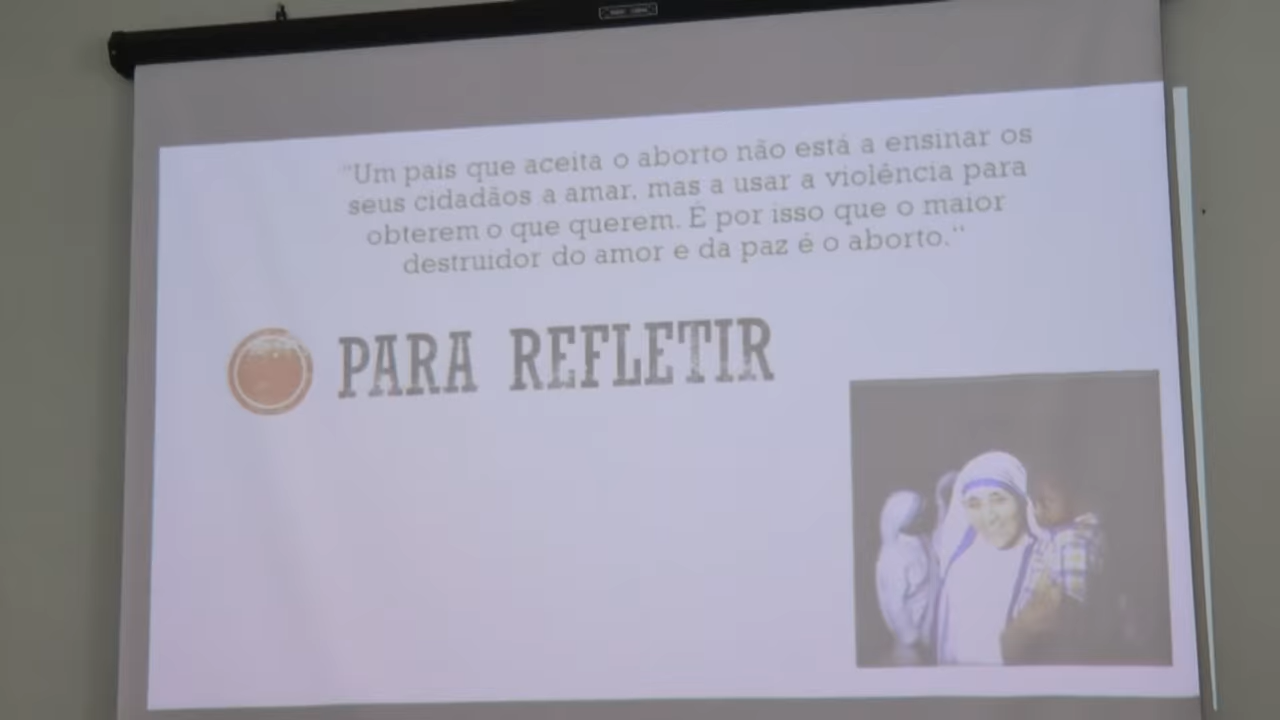 "Um país que aceita o aborto não está a ensinar os
seus cidadãos a amar, mas a usar a violência para
obterem o que querem. É por isso que o maior
destruidor do amor e da paz é o aborto."
PARA REFLETIR